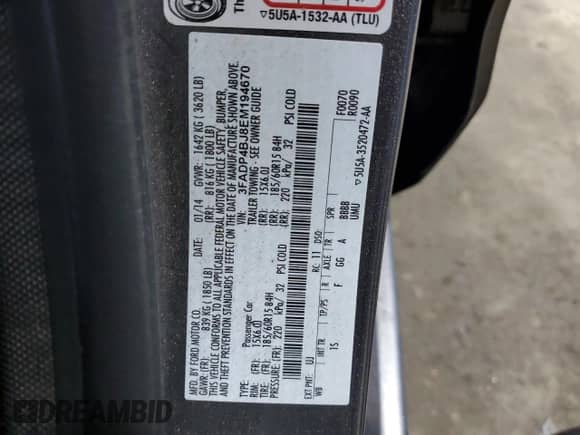 Th
▽5U5A-1532-AA (TLU)
MFD. BY FORD MOTOR CO.
DATE: 01/14 GVWR: 1642 KG ( 3620 LB)
GAWR: (FR): 839 KG ( 1850 LB) (RR): 816 KG ( 1800 LB)
THIS VEHICLE CONFORMS TO ALL APPLICABLE FEDERAL MOTOR VEHICLE SAFETY, BUMPER,
AND THEFT PREVENTION STANDARDS IN EFFECT ON THE DATE OF MANUFACTURE SHOWN ABOVE.
VIN: 3FADP4BJ8EM194670
TYPE: Passenger Car TRAILER TOWING - SEE OWNER GUIDE
RIM: (FR): 15X6.0J (RR): 15X6.0J
TIRE: (FR): 185/60R15 84H (RR): 185/60R15 84H
PRESSURE: (FR): 220 kPa/ 32 PSI COLD (RR): 220 kPa/ 32 PSI COLD
EXT PNT: UJ RC: 11 DSO: F0070
R0090
WB INT TR TP/PS R AXLE TR SPR BBBB
15 F GG A UMU
▽5U5A-3520472-AA
DREAMBID